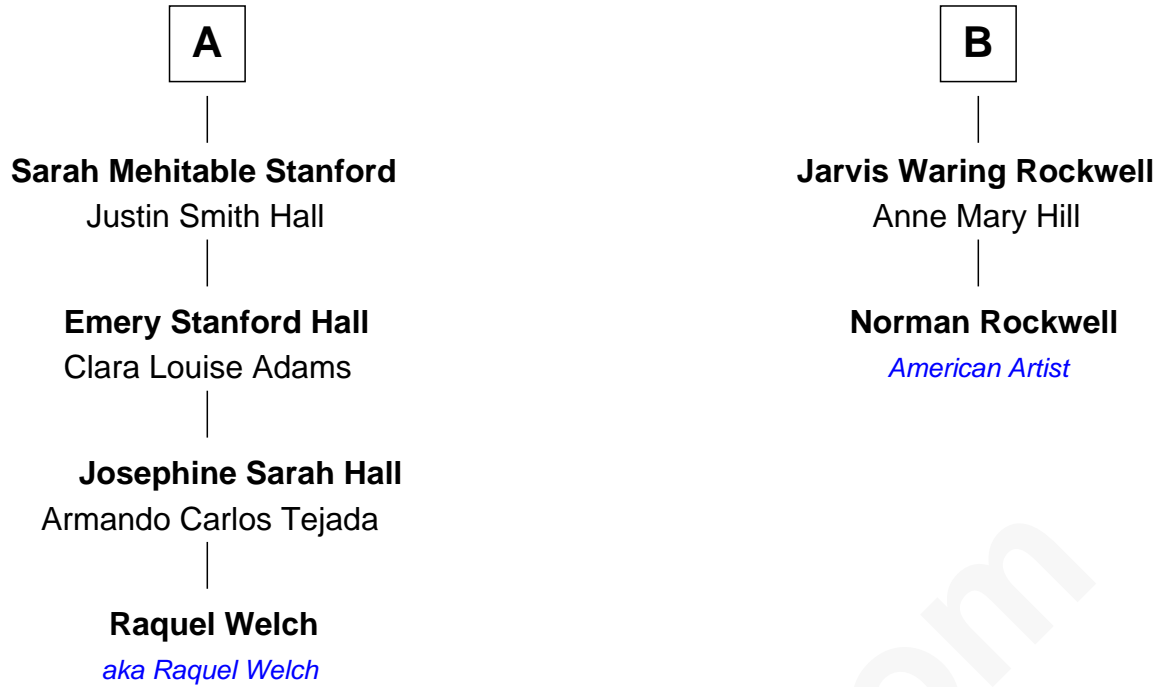 A
Sarah Mehitable Stanford
Justin Smith Hall
Emery Stanford Hall
Clara Louise Adams
Josephine Sarah Hall
Armando Carlos Tejada
Raquel Welch
aka Raquel Welch
B
Jarvis Waring Rockwell
Anne Mary Hill
Norman Rockwell
American Artist
om